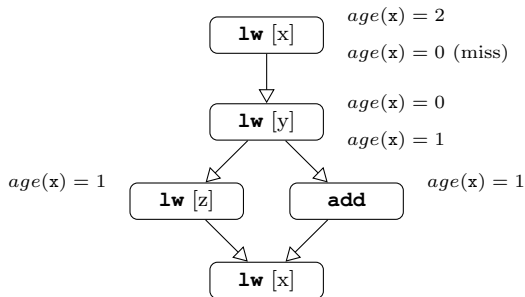 age(x) = 2
lw [x]
age(x) = 0 (miss)
age(x) = 0
lw [y]
age(x) = 1
age(x) = 1
age(x) = 1
lw [z]
add
lw [x]